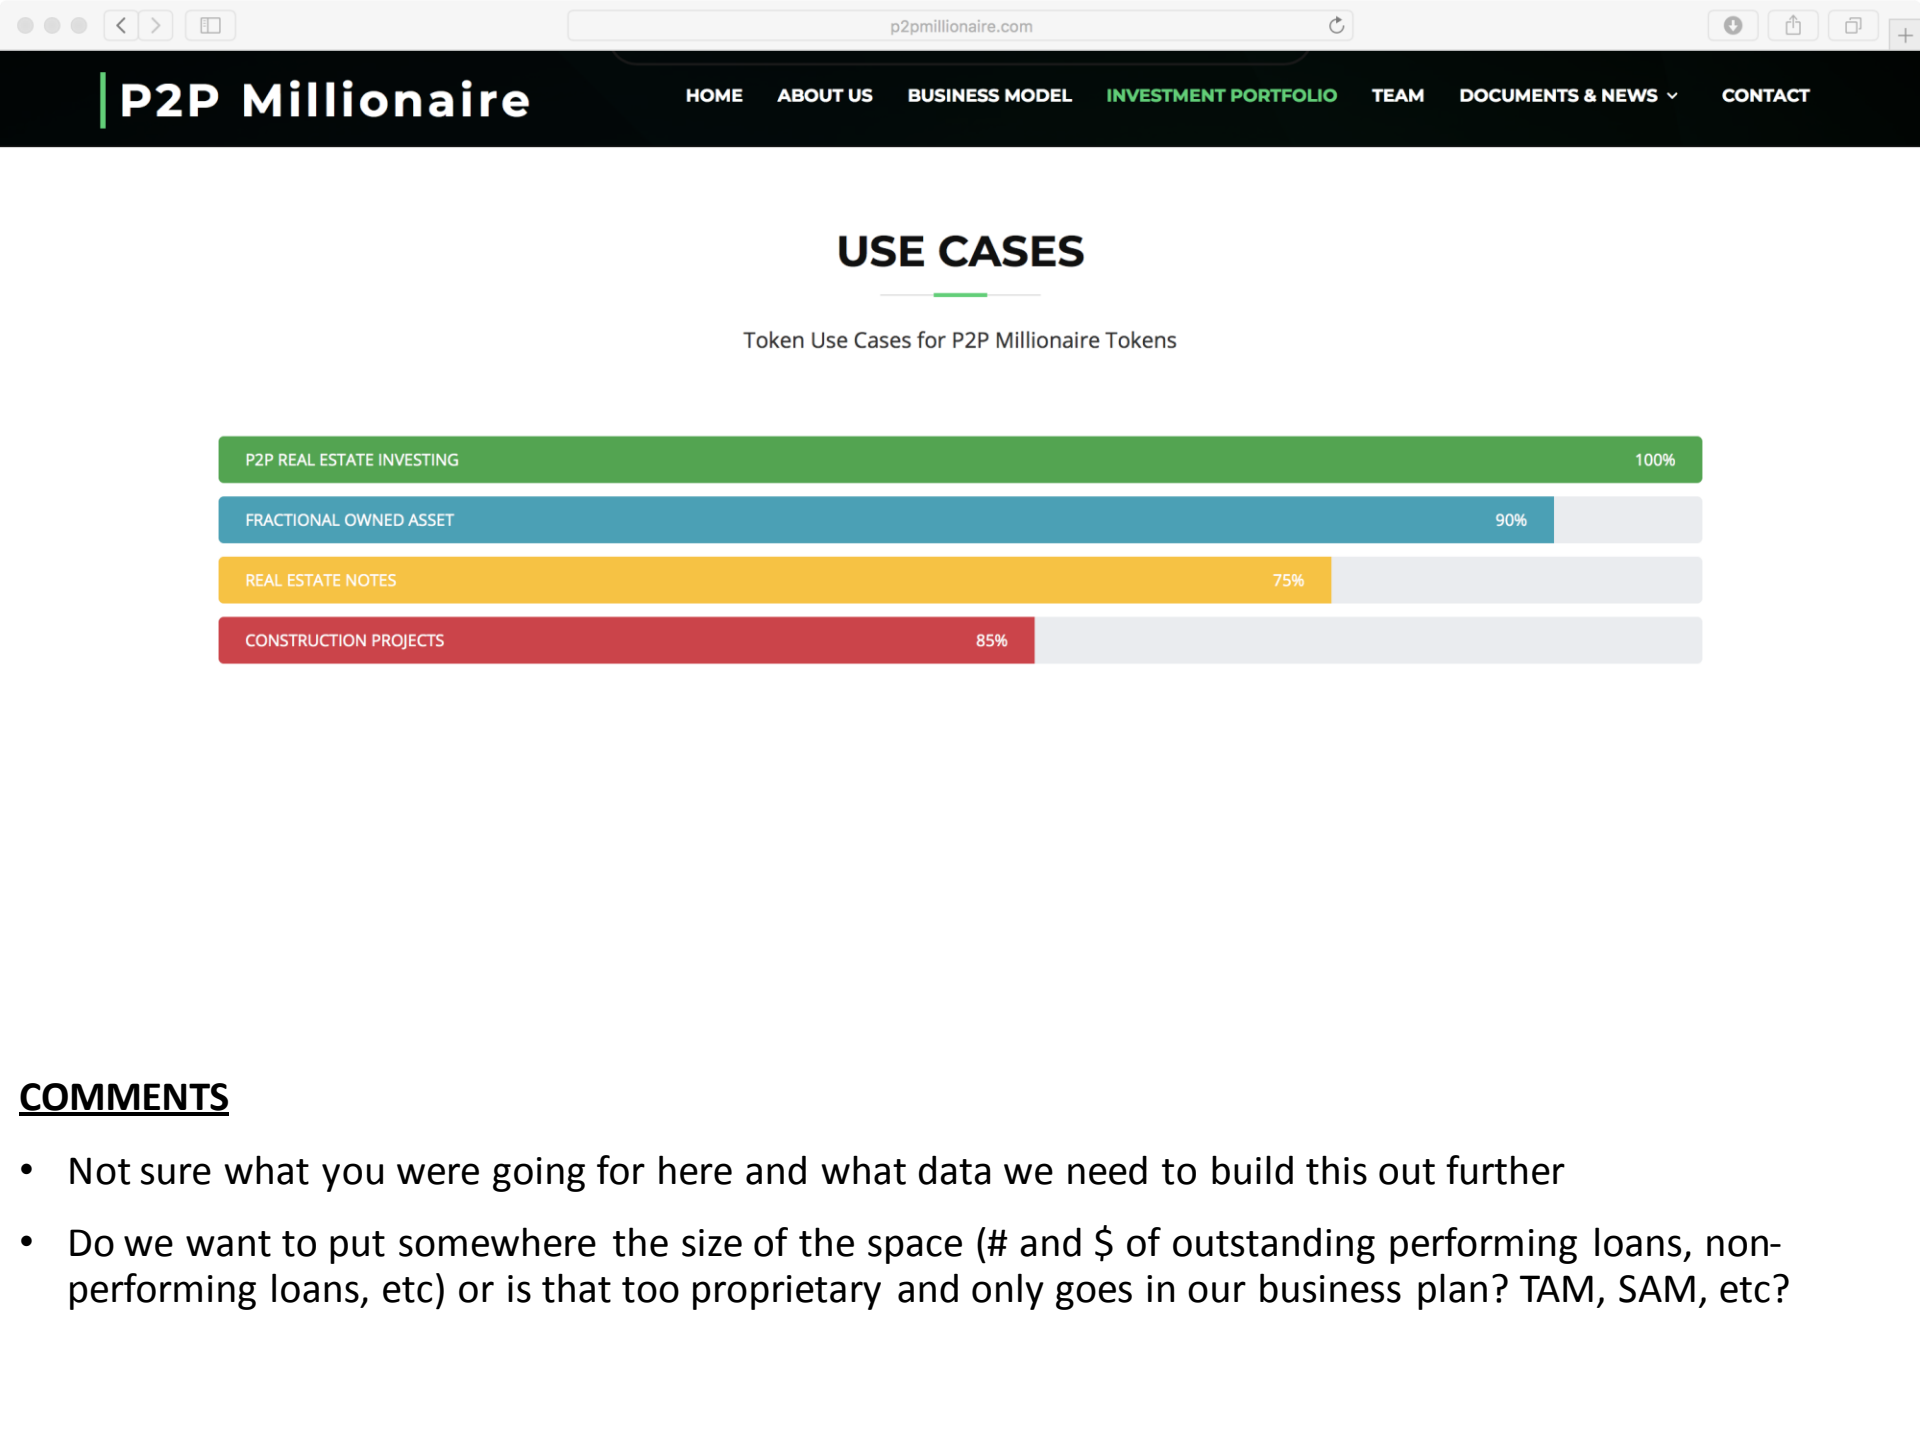 p2pmillionaire.com
P2P Millionaire
HOME ABOUT US BUSINESS MODEL INVESTMENT PORTFOLIO TEAM DOCUMENTS & NEWS CONTACT
USE CASES
Token Use Cases for P2P Millionaire Tokens
P2P REAL ESTATE INVESTING 100%
FRACTIONAL OWNED ASSET 90%
REAL ESTATE NOTES 75%
CONSTRUCTION PROJECTS 85%
COMMENTS
• Not sure what you were going for here and what data we need to build this out further
• Do we want to put somewhere the size of the space (# and $ of outstanding performing loans, non-
performing loans, etc) or is that too proprietary and only goes in our business plan? TAM, SAM, etc?